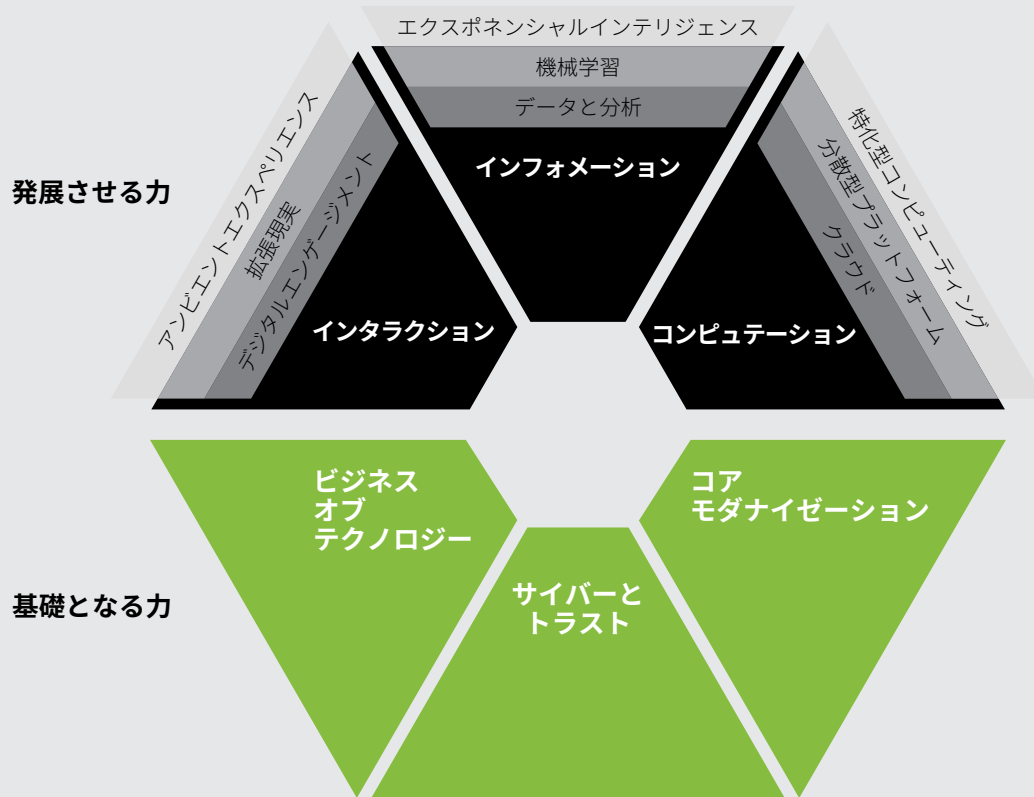 発展させる力
エクスポネンシャルインテリジェンス
機械学習
データと分析
インフォメーション
アンビエントエクスペリエンス
拡張現実
デジタルエンゲージメント
インタラクション
特化型コンピューティング
分散型プラットフォーム
クラウド
コンピュテーション
基礎となる力
ビジネス
オブ
テクノロジー
サイバーと
トラスト
コア
モダナイゼーション